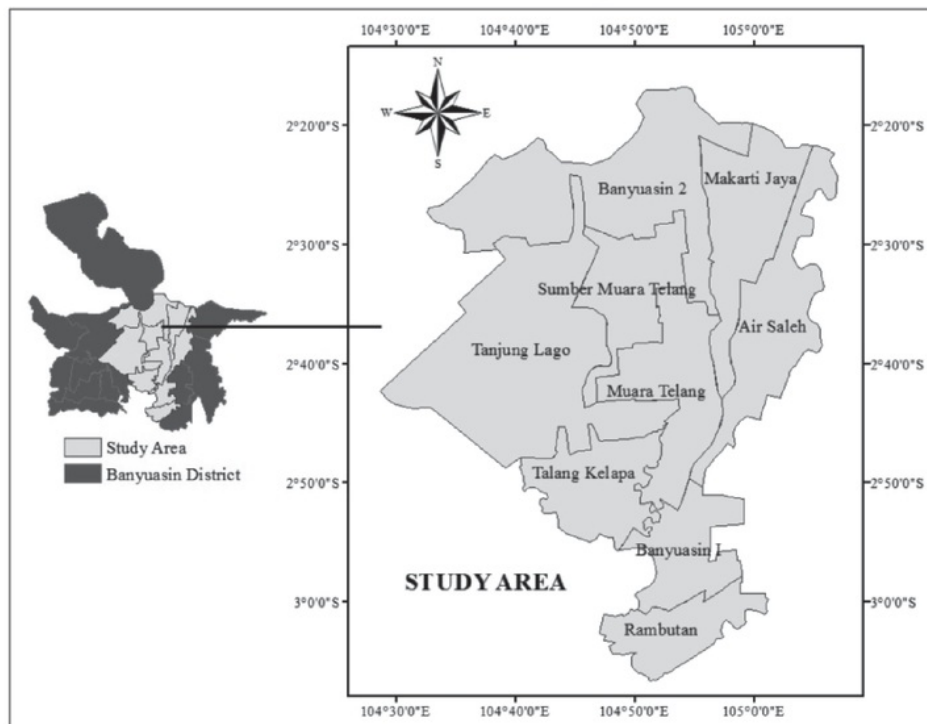 104°30'0"E 104°40'0"E 104°50'0"E 105°0'0"E
N
W E
S
2°20'0"S 2°20'0"S
Makarti Jaya
Banyuasin 2
2°30'0"S 2°30'0"S
Sumber Muara Telang
Air Saleh
Tanjung Lago
2°40'0"S 2°40'0"S
Muara Telang
Study Area
Banyuasin District
Talang Kelapa
2°50'0"S 2°50'0"S
Banyuasin I
STUDY AREA
3°0'0"S 3°0'0"S
Rambutan
104°30'0"E 104°40'0"E 104°50'0"E 105°0'0"E